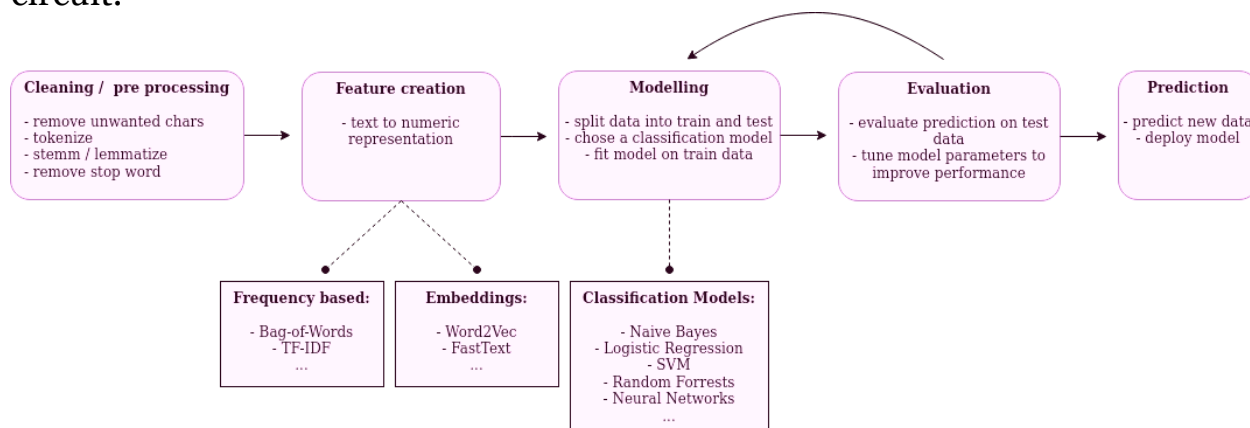 circuit.
Cleaning /  pre processing
- remove unwanted chars
- tokenize
- stemm / lemmatize
- remove stop word
Feature creation
- text to numeric
representation
Modelling
- split data into train and test
- chose a classification model
- fit model on train data
Evaluation
- evaluate prediction on test
data
- tune model parameters to
improve performance
Prediction
- predict new data
- deploy model
Frequency based:
- Bag-of-Words
- TF-IDF
...
Embeddings:
- Word2Vec
- FastText
...
Classification Models:
- Naive Bayes
- Logistic Regression
- SVM
- Random Forrests
- Neural Networks
...